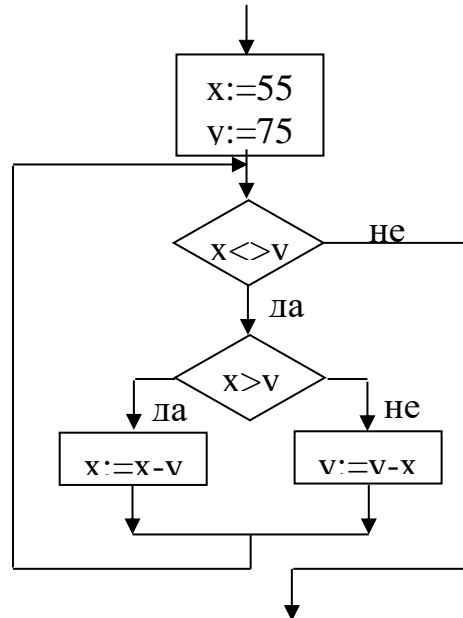 x:=55
y:=75
x<>y
не
да
x>y
да
не
x:=x-y
y:=y-x